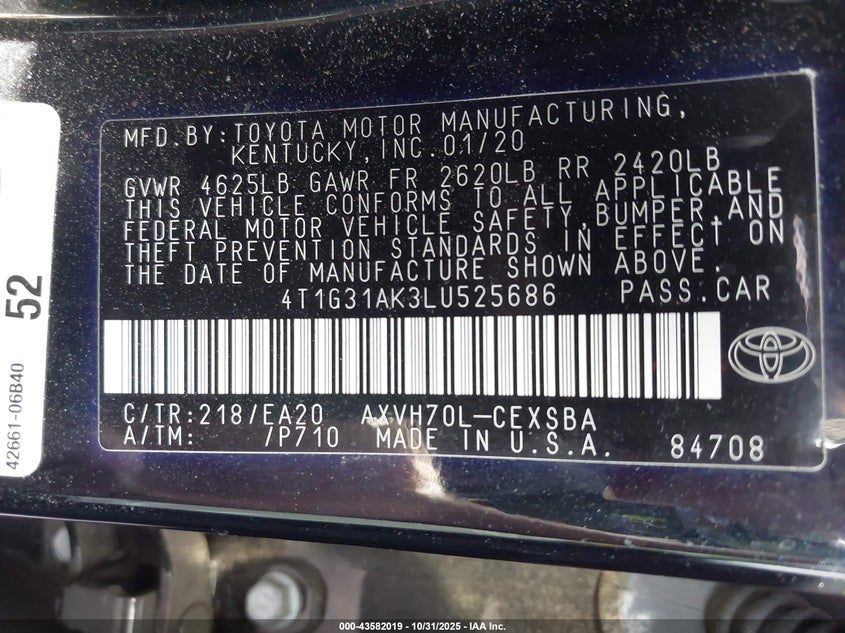 MFD.BY:TOYOTA MOTOR MANUFACTURING,
KENTUCKY,INC.01/20
GVWR 4625LB GAWR FR 2620LB RR 2420LB
THIS VEHICLE CONFORMS TO ALL APPLICABLE
FEDERAL MOTOR VEHICLE SAFETY,BUMPER,AND
THEFT PREVENTION STANDARDS IN EFFECT ON
THE DATE OF MANUFACTURE SHOWN ABOVE.
4T1G31AK3LU525686 PASS.CAR
C/TR:218/EA20 AXVH70L-CEXSBA
A/TM: /P710 MADE IN U.S.A. 84708
52
42661-06B40
000-43582019 - 10/31/2025 - IAA Inc.